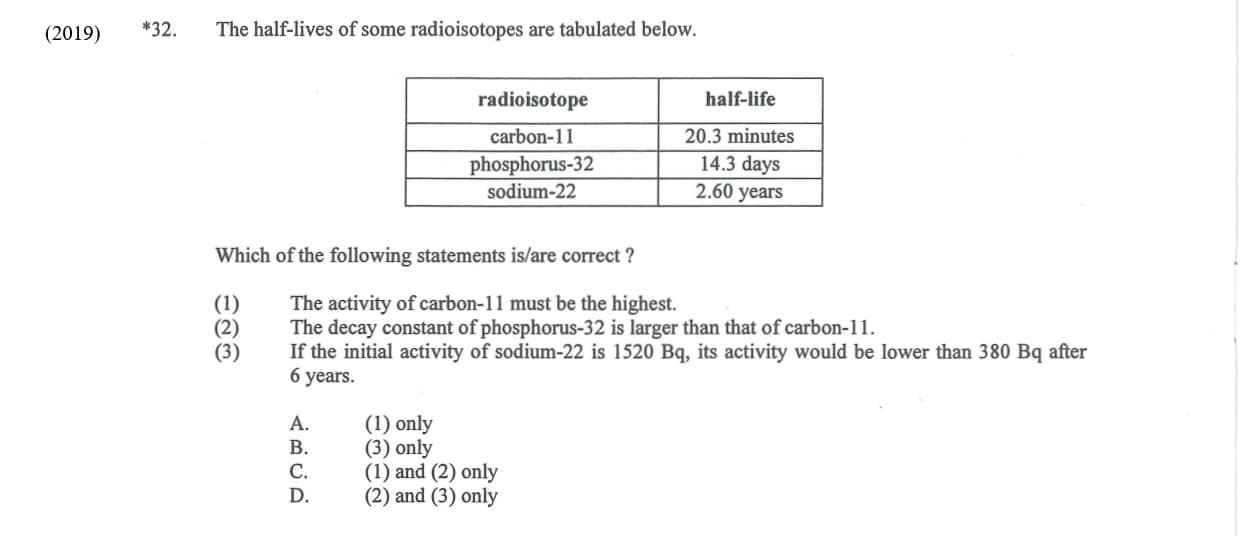 (2019) *32. The half-lives of some radioisotopes are tabulated below.
radioisotope half-life
carbon-11 20.3 minutes
phosphorus-32 14.3 days
sodium-22 2.60 years
Which of the following statements is/are correct ?
(1) The activity of carbon-11 must be the highest.
(2) The decay constant of phosphorus-32 is larger than that of carbon-11.
(3) If the initial activity of sodium-22 is 1520 Bq, its activity would be lower than 380 Bq after
6 years.
A. (1) only
B. (3) only
C. (1) and (2) only
D. (2) and (3) only